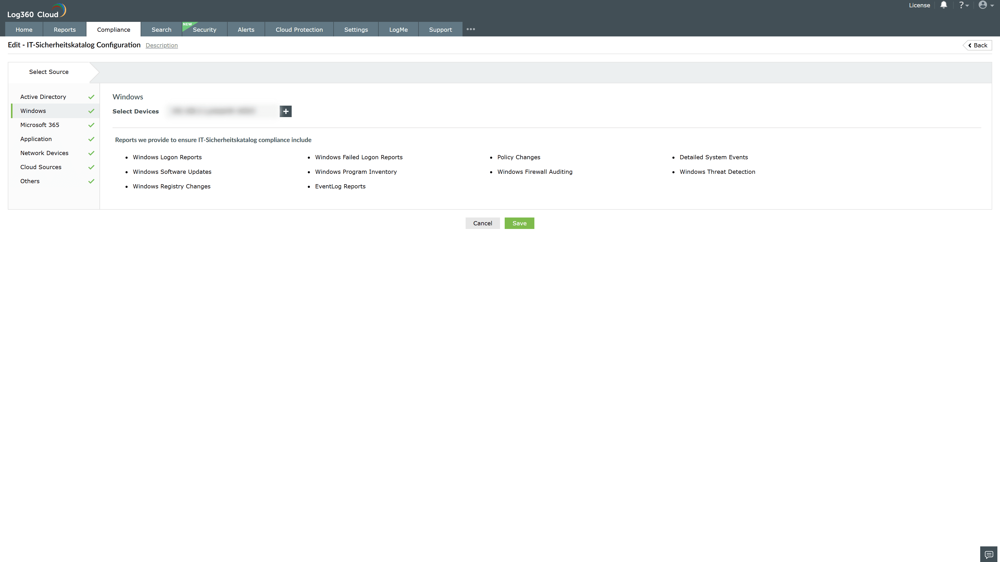 License
?
Log360 Cloud
Home Reports Compliance Search NEW Security Alerts Cloud Protection Settings LogMe Support •••
Edit - IT-Sicherheitskatalog Configuration Description Back
Select Source
Active Directory
Windows
Microsoft 365
Application
Network Devices
Cloud Sources
Others
Windows
Select Devices +
Reports we provide to ensure IT-Sicherheitskatalog compliance include
• Windows Logon Reports • Windows Failed Logon Reports • Policy Changes • Detailed System Events
• Windows Software Updates • Windows Program Inventory • Windows Firewall Auditing • Windows Threat Detection
• Windows Registry Changes • EventLog Reports
Cancel Save